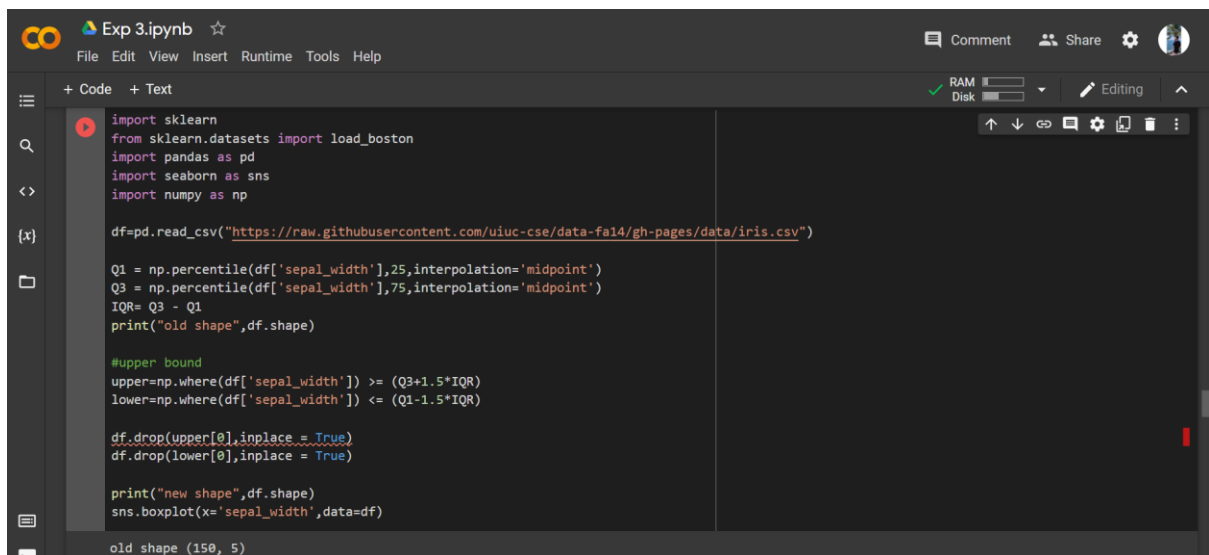 Exp 3.ipynb
Comment
Share
File Edit View Insert Runtime Tools Help
+ Code + Text
RAM
Disk
Editing
import sklearn
from sklearn.datasets import load_boston
import pandas as pd
import seaborn as sns
import numpy as np
df=pd.read_csv("https://raw.githubusercontent.com/uiuc-cse/data-fa14/gh-pages/data/iris.csv")
Q1 = np.percentile(df['sepal_width'],25,interpolation='midpoint')
Q3 = np.percentile(df['sepal_width'],75,interpolation='midpoint')
IQR= Q3 - Q1
print("old shape",df.shape)
#upper bound
upper=np.where(df['sepal_width']) >= (Q3+1.5*IQR)
lower=np.where(df['sepal_width']) <= (Q1-1.5*IQR)
df.drop(upper[0],inplace = True)
df.drop(lower[0],inplace = True)
print("new shape",df.shape)
sns.boxplot(x='sepal_width',data=df)
old shape (150, 5)